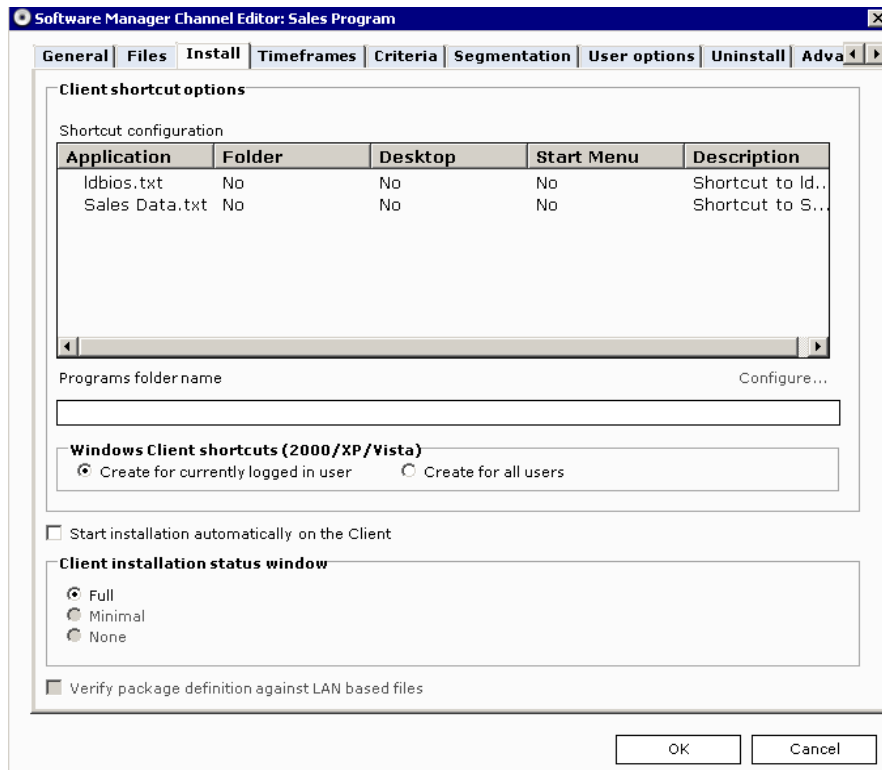 Software Manager Channel Editor: Sales Program
General Files Install Timeframes Criteria Segmentation User options Uninstall Adva
Client shortcut options
Shortcut configuration
Application Folder Desktop Start Menu Description
ldbios.txt No No No Shortcut to ld..
Sales Data.txt No No No Shortcut to S...
Programs folder name Configure...
Windows Client shortcuts (2000/XP/Vista)
Create for currently logged in user Create for all users
Start installation automatically on the Client
Client installation status window
Full
Minimal
None
Verify package definition against LAN based files
OK Cancel